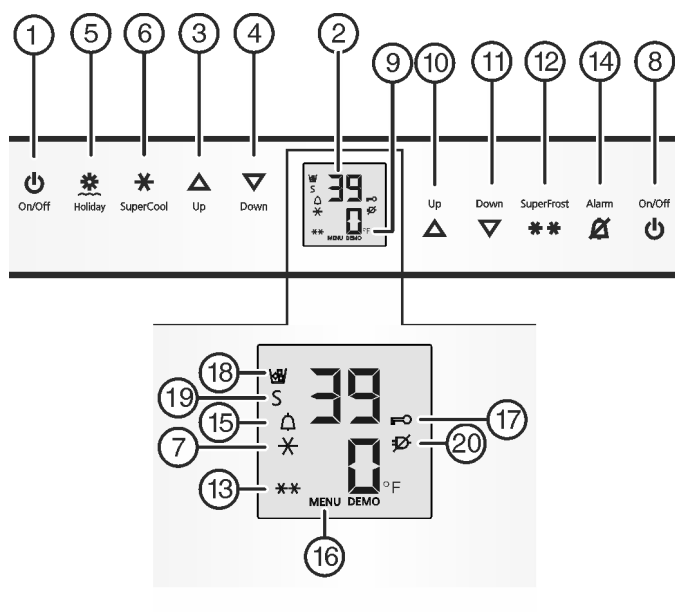 1 5 6 3 4 2 9 10 11 12 14 8
On/Off Holiday SuperCool Up Down
S 39
0 °F
MENU DEMO
Up Down SuperFrost Alarm On/Off
18
19 S 39
15 17
7 20
13 0 °F
MENU DEMO
16